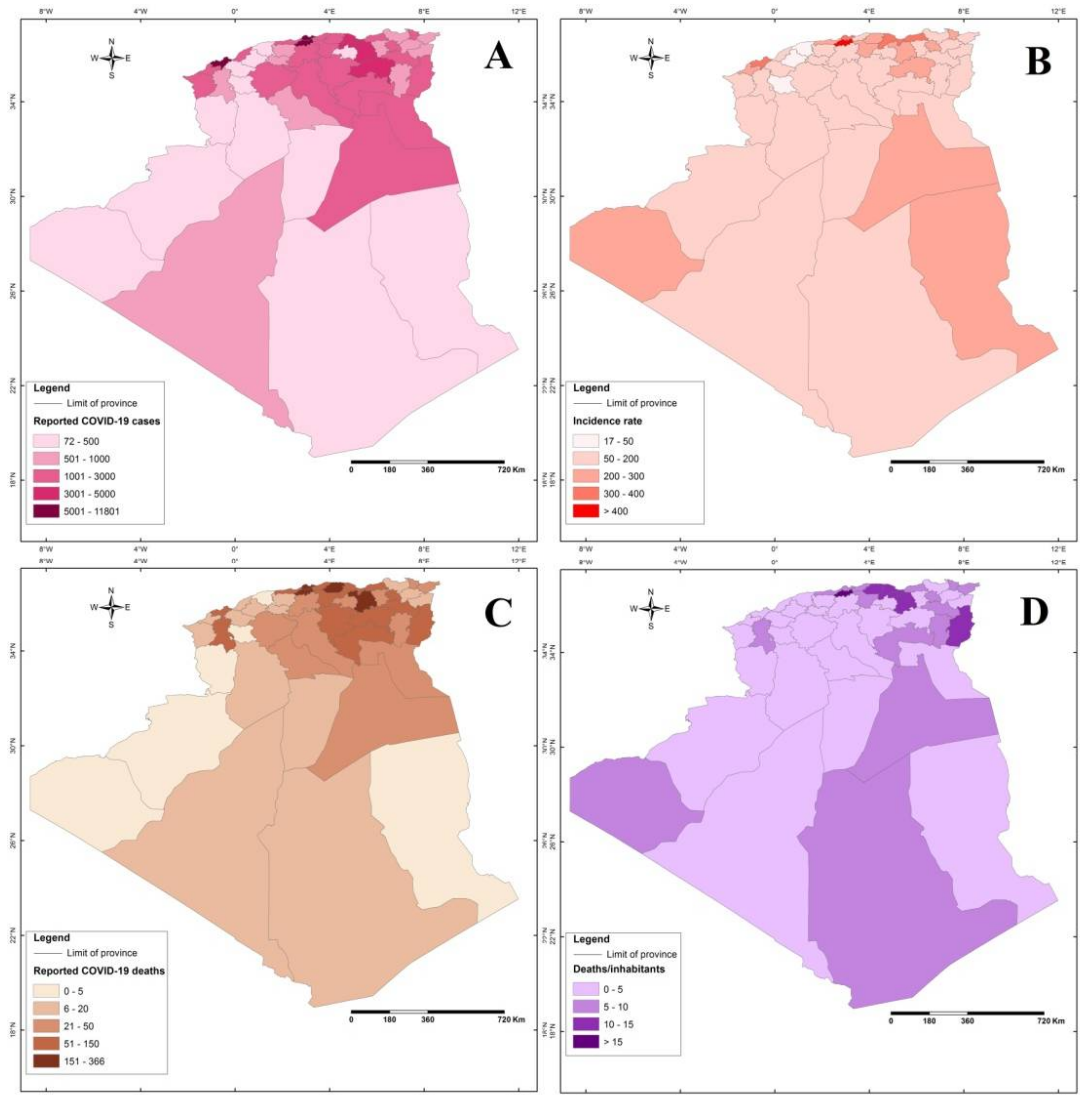 8°W 4°W 0° 4°E 8°E 12°E
N
W E
S
A
34°N
30°N
26°N
22°N
18°N
Legend
Limit of province
Reported COVID-19 cases
72 - 500
501 - 1000
1001 - 3000
3001 - 5000
5001 - 11801
0 180 360 720 Km
8°W 4°W 0° 4°E 8°E 12°E
N
W E
S
B
34°N
30°N
26°N
22°N
18°N
Legend
Limit of province
Incidence rate
17 - 50
50 - 200
200 - 300
300 - 400
> 400
0 180 360 720 Km
8°W 4°W 0° 4°E 8°E 12°E
N
W E
S
C
34°N
30°N
26°N
22°N
18°N
Legend
Limit of province
Reported COVID-19 deaths
0 - 5
6 - 20
21 - 50
51 - 150
151 - 366
0 180 360 720 Km
8°W 4°W 0° 4°E 8°E 12°E
N
W E
S
D
34°N
30°N
26°N
22°N
18°N
Legend
Limit of province
Deaths/inhabitants
0 - 5
5 - 10
10 - 15
> 15
0 180 360 720 Km